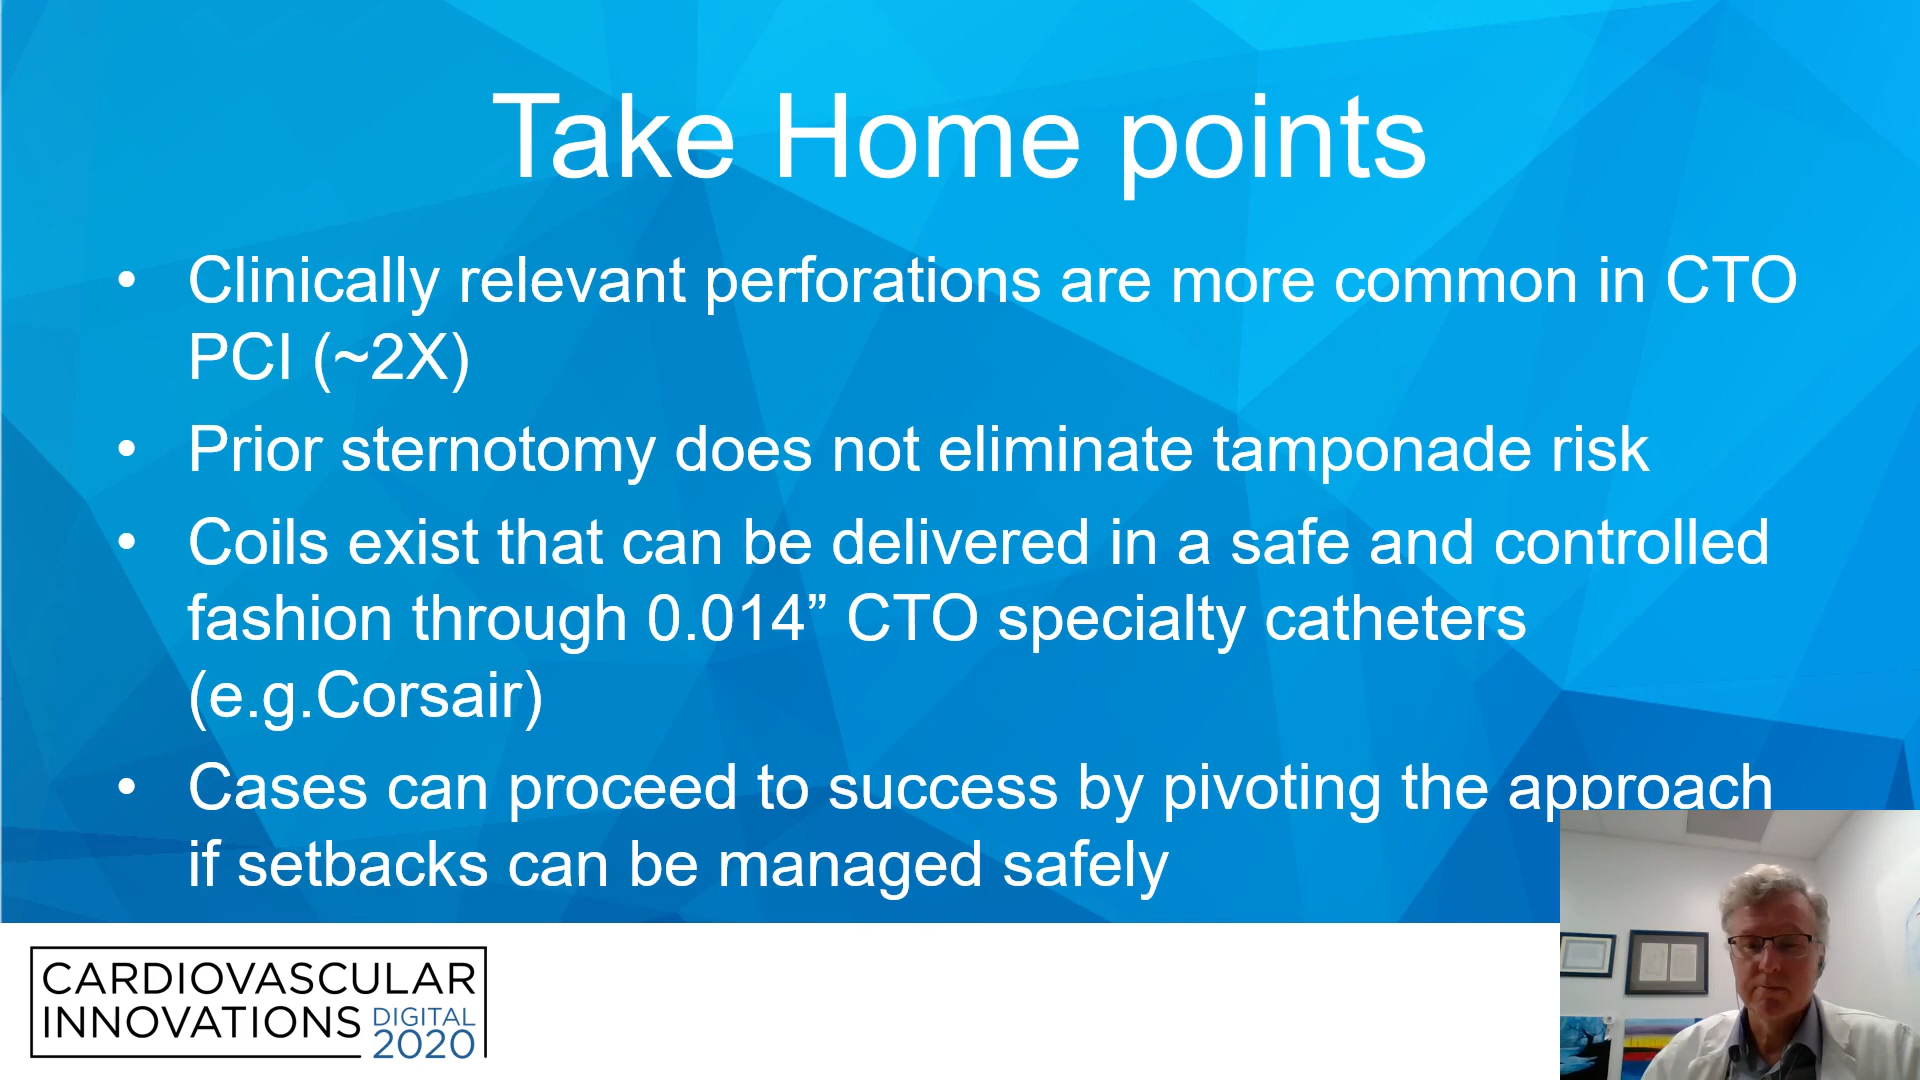 Take Home points
• Clinically relevant perforations are more common in CTO
PCI (~2X)
• Prior sternotomy does not eliminate tamponade risk
• Coils exist that can be delivered in a safe and controlled
fashion through 0.014” CTO specialty catheters
(e.g.Corsair)
• Cases can proceed to success by pivoting the approach
if setbacks can be managed safely
CARDIOVASCULAR
INNOVATIONS DIGITAL
2020